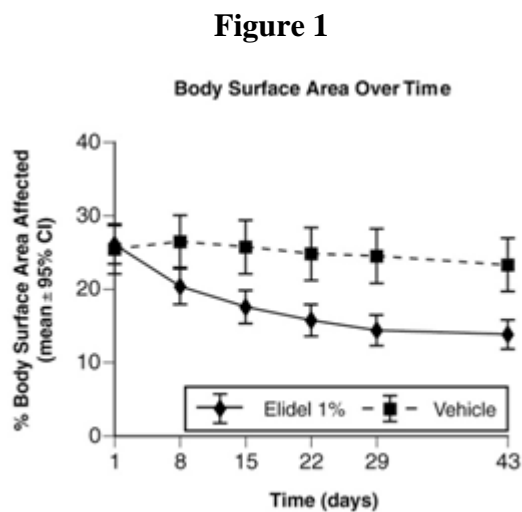 Figure 1
Body Surface Area Over Time
% Body Surface Area Affected
(mean ± 95% CI)
40
30
20
10
0
Elidel 1%
Vehicle
1 8 15 22 29 43
Time (days)